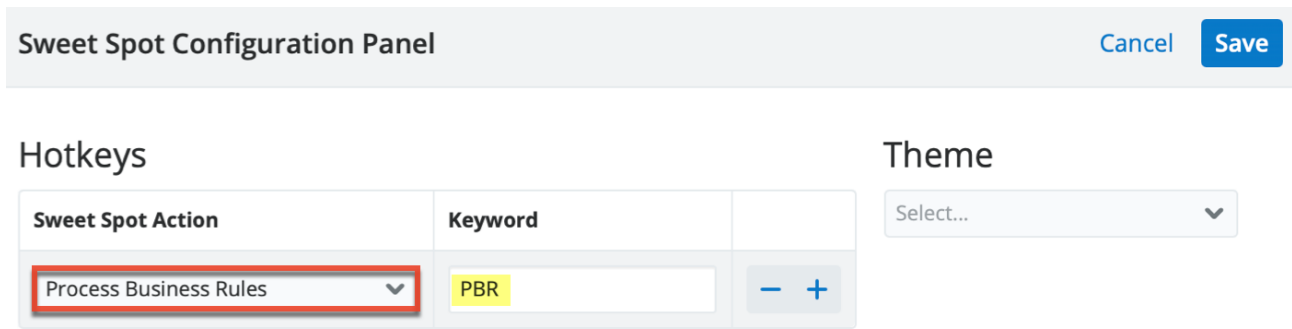 Sweet Spot Configuration Panel
Cancel
Save
Hotkeys
Theme
Sweet Spot Action
Keyword
Select...
Process Business Rules
PBR